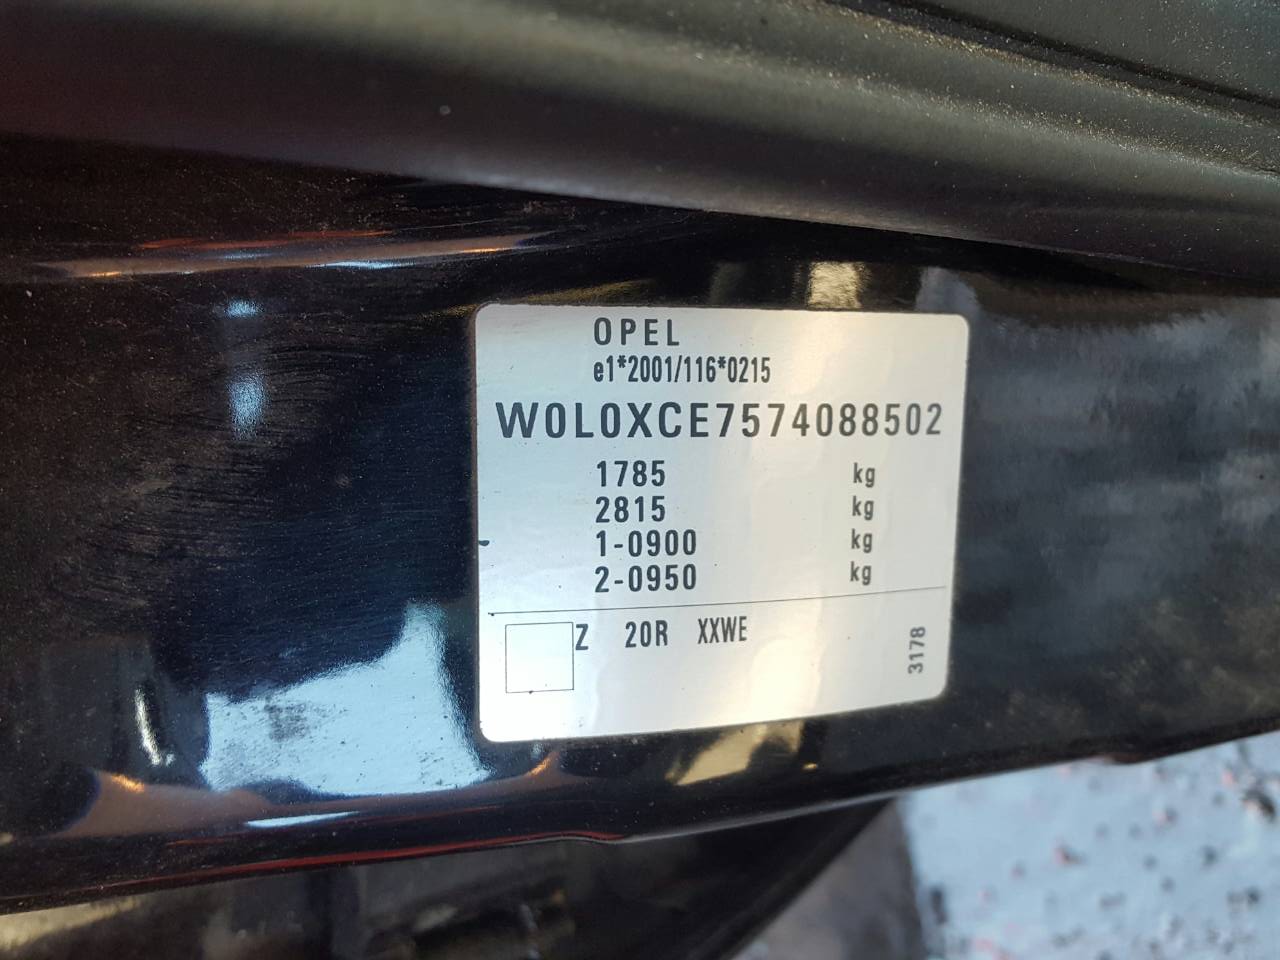 OPEL
e1*2001/116*0215
W0L0XCE7574088502
1785 kg
2815 kg
1-0900 kg
2-0950 kg
Z 20R XXWE
3178